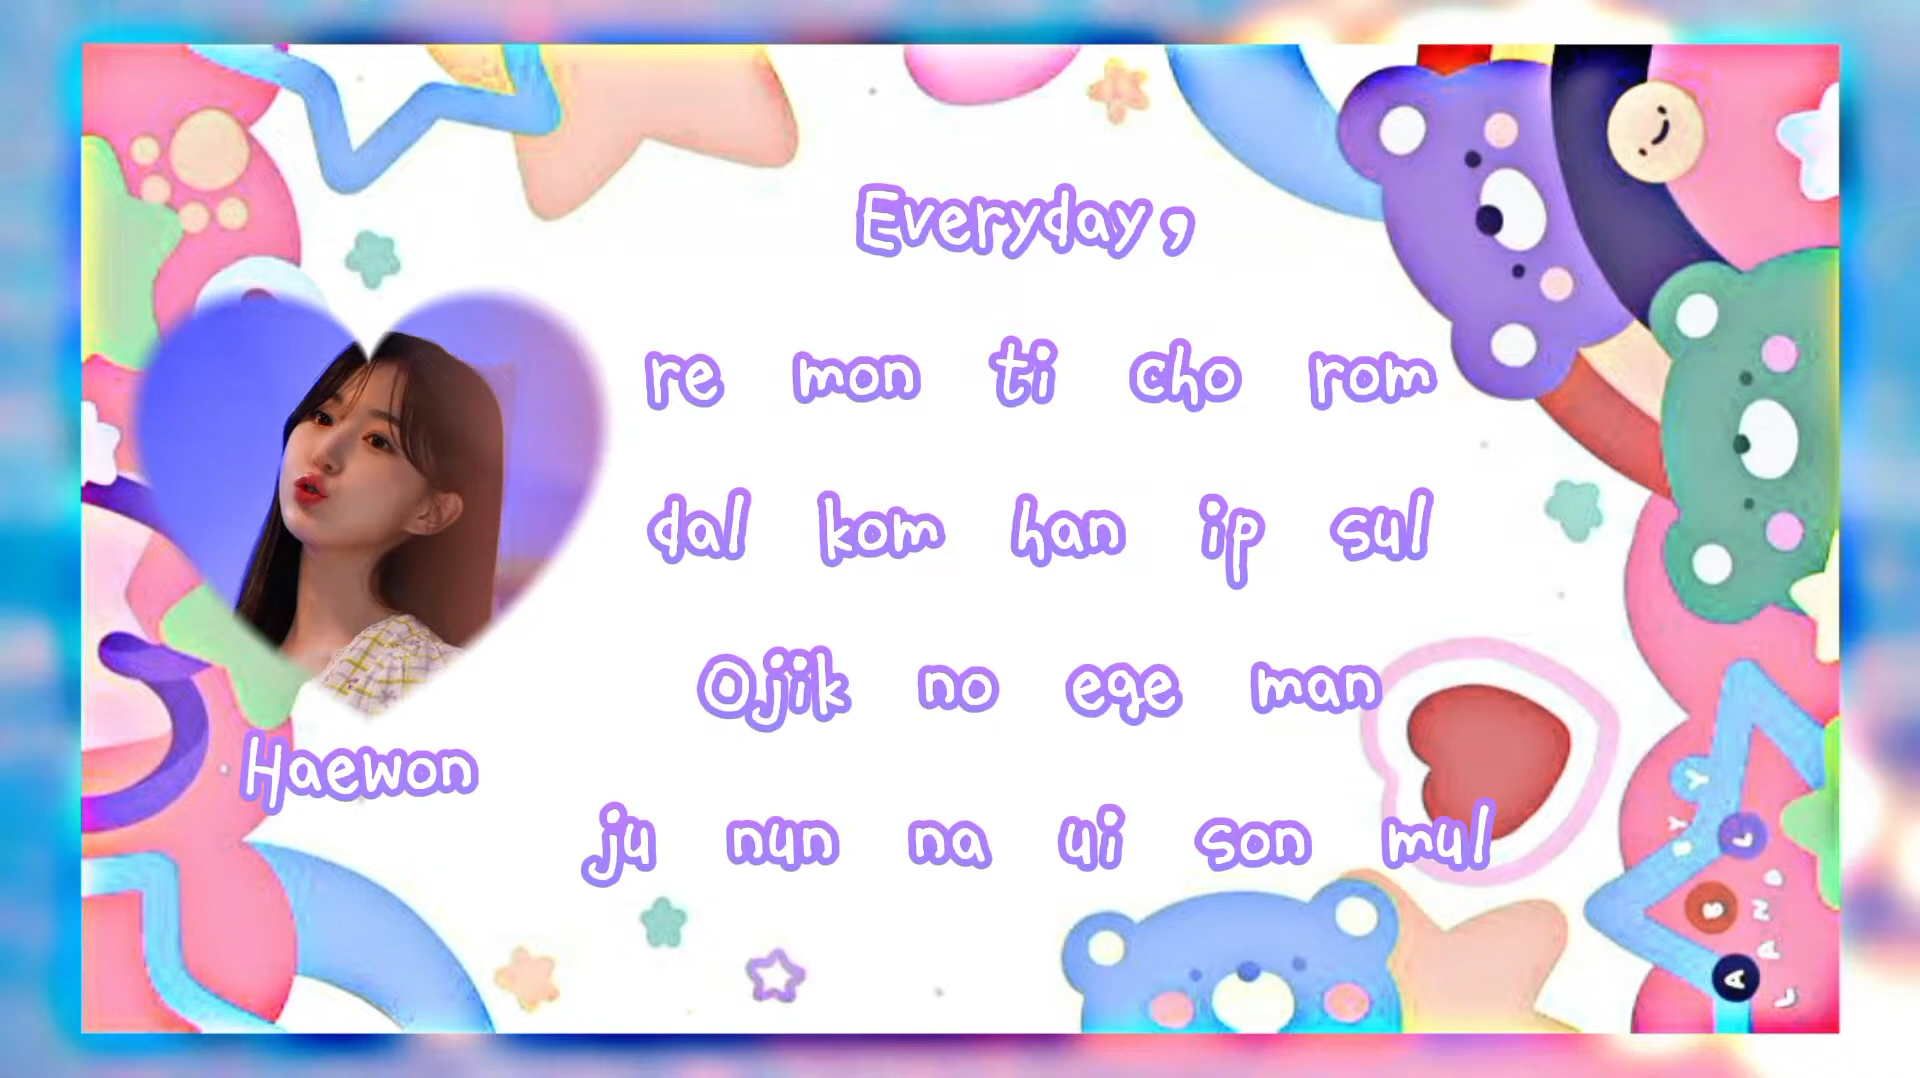 Everyday,
re mon ti cho rom
dal kom han ip sul
Ojik no ege man
ju nun na ui son mul
Haewon